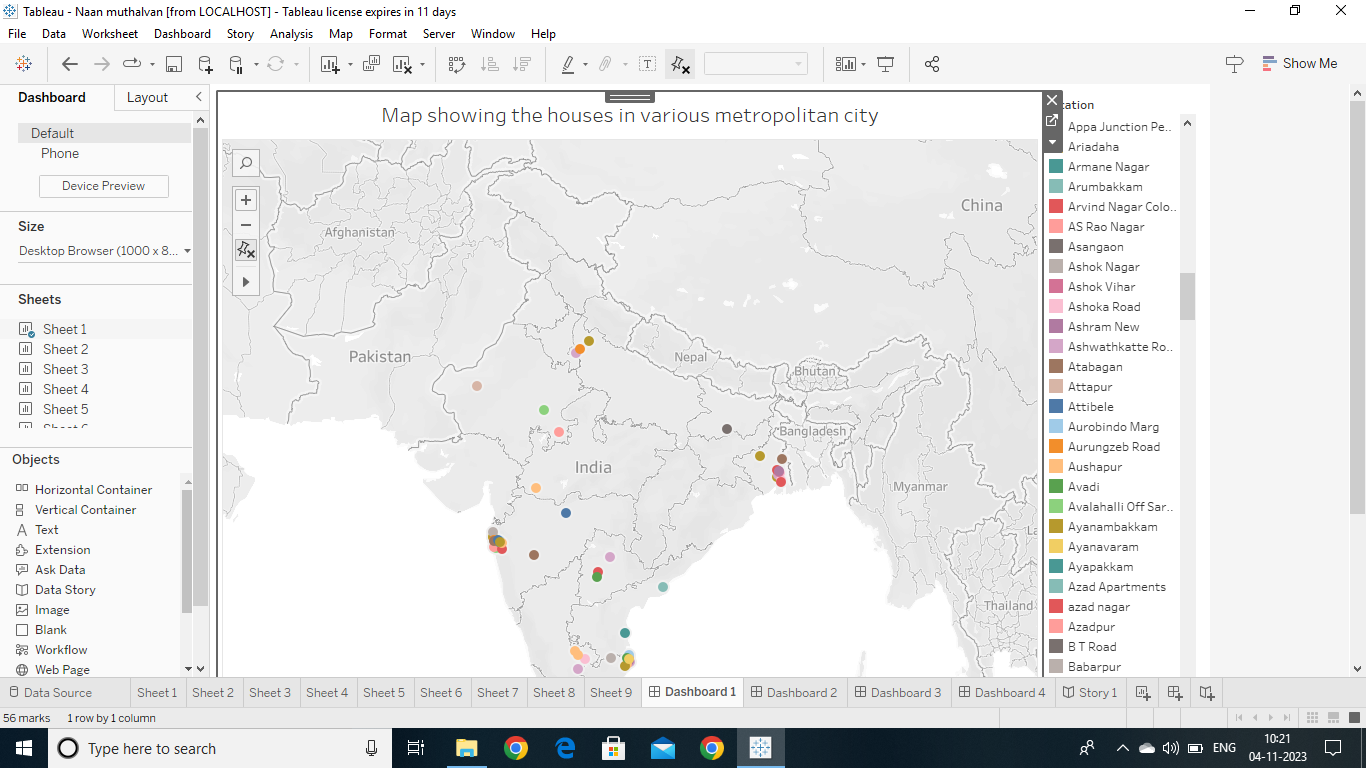 Tableau - Naan muthalvan [from LOCALHOST] - Tableau license expires in 11 days
File Data Worksheet Dashboard Story Analysis Map Format Server Window Help
Show Me
Dashboard Layout
Default
Phone
Device Preview
Size
Desktop Browser (1000 x 8...
Sheets
Sheet 1
Sheet 2
Sheet 3
Sheet 4
Sheet 5
Objects
Horizontal Container
Vertical Container
Text
Extension
Ask Data
Data Story
Image
Blank
Workflow
Web Page
Map showing the houses in various metropolitan city
China
Afghanistan
Pakistan
Nepal
Bhutan
Bangladesh
India
Myanmar
La
Thailand
cation
Appa Junction Pe..
Ariadaha
Armane Nagar
Arumbakkam
Arvind Nagar Colo..
AS Rao Nagar
Asangaon
Ashok Nagar
Ashok Vihar
Ashoka Road
Ashram New
Ashwathkatte Ro..
Atabagan
Attapur
Attibele
Aurobindo Marg
Aurungzeb Road
Aushapur
Avadi
Avalahalli Off Sar..
Ayanambakkam
Ayanavaram
Ayapakkam
Azad Apartments
azad nagar
Azadpur
B T Road
Babarpur
Data Source Sheet 1 Sheet 2 Sheet 3 Sheet 4 Sheet 5 Sheet 6 Sheet 7 Sheet 8 Sheet 9 Dashboard 1 Dashboard 2 Dashboard 3 Dashboard 4 Story 1
56 marks 1 row by 1 column
Type here to search
ENG
10:21
04-11-2023